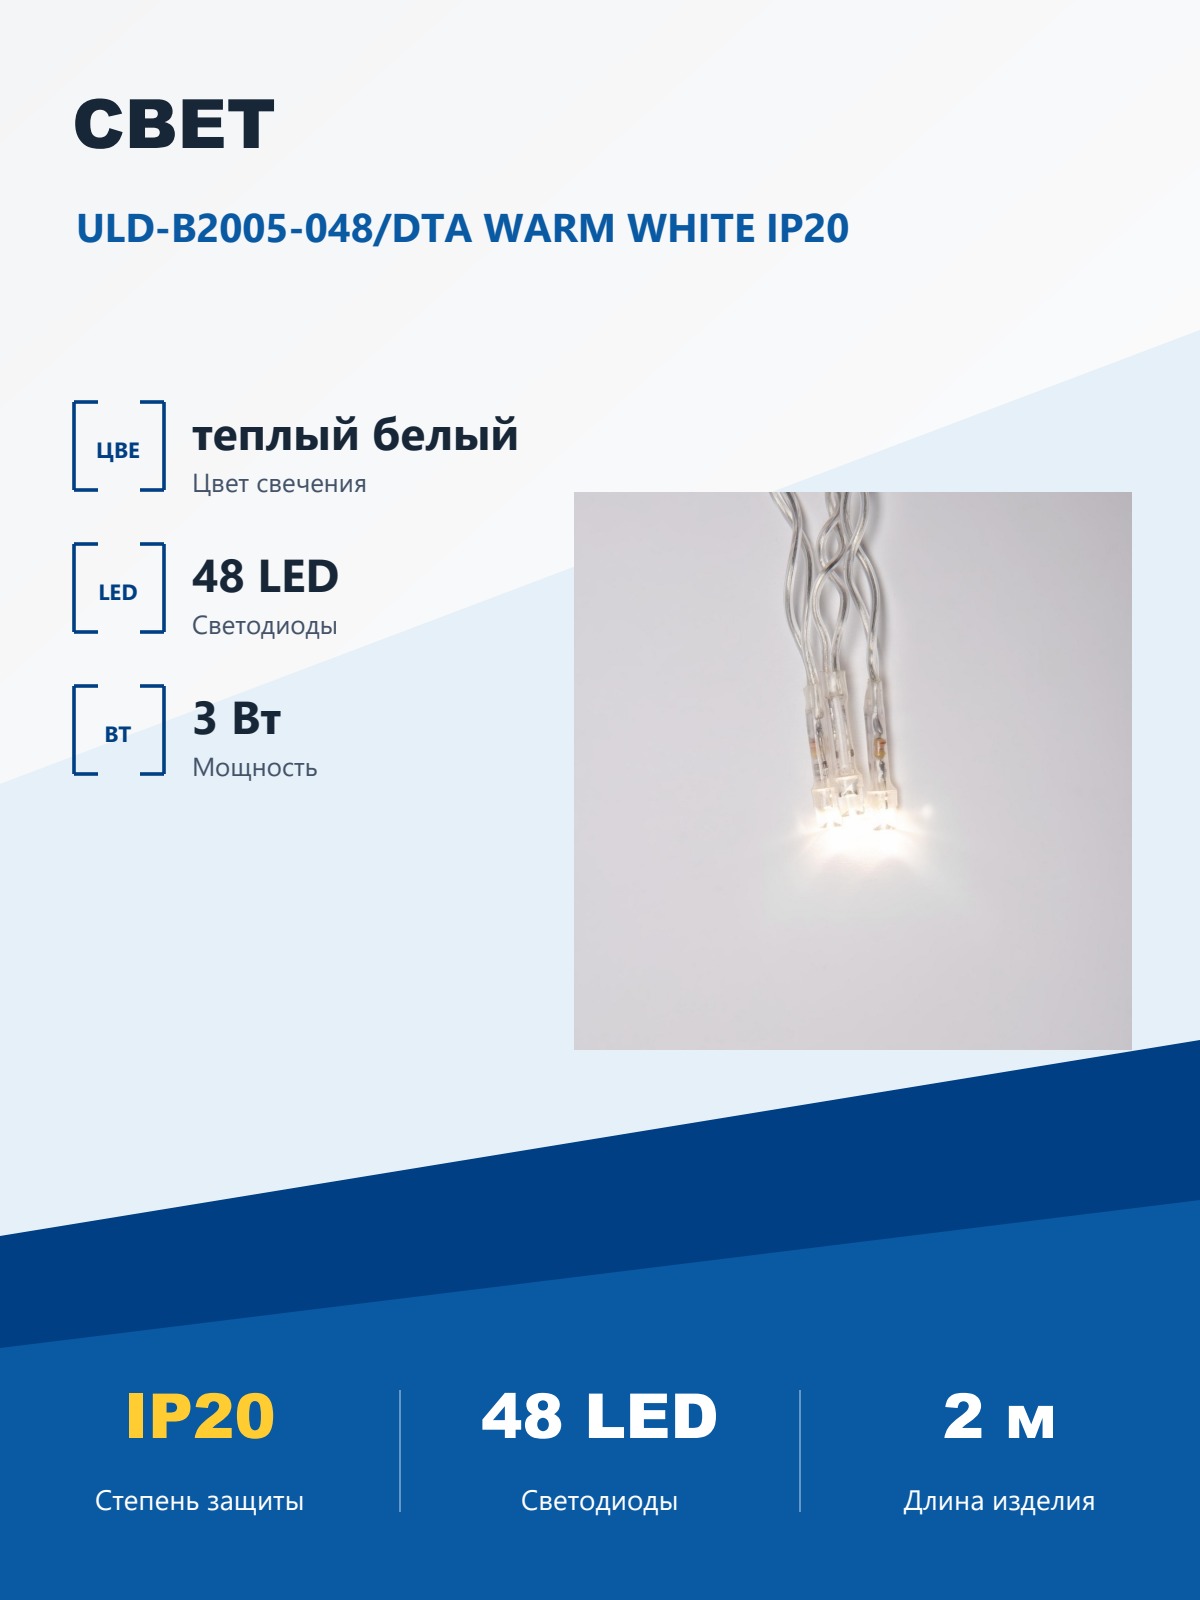 СВЕТ
ULD-B2005-048/DTA WARM WHITE IP20
ЦВЕ
теплый белый
Цвет свечения
LED
48 LED
Светодиоды
ВТ
3 Вт
Мощность
IP20
Степень защиты
48 LED
Светодиоды
2 м
Длина изделия